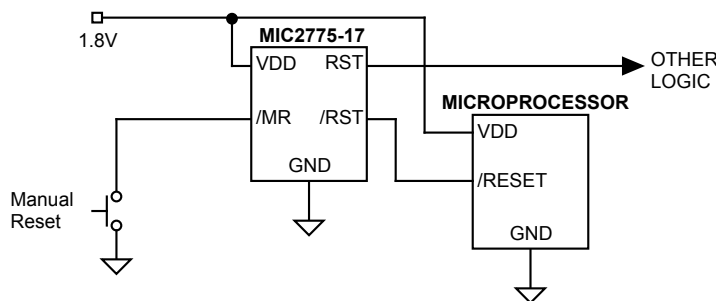 1.8V
MIC2775-17
VDD
RST
OTHER
LOGIC
MICROPROCESSOR
/MR
/RST
VDD
GND
/RESET
Manual
Reset
GND